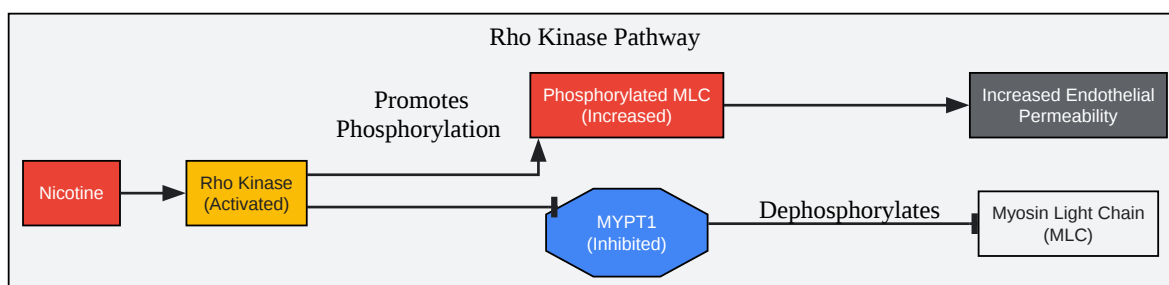 Rho Kinase Pathway
Promotes
Phosphorylation
Phosphorylated MLC
(Increased)
Increased Endothelial
Permeability
Nicotine
Rho Kinase
(Activated)
MYPT1
(Inhibited)
Dephosphorylates
Myosin Light Chain
(MLC)